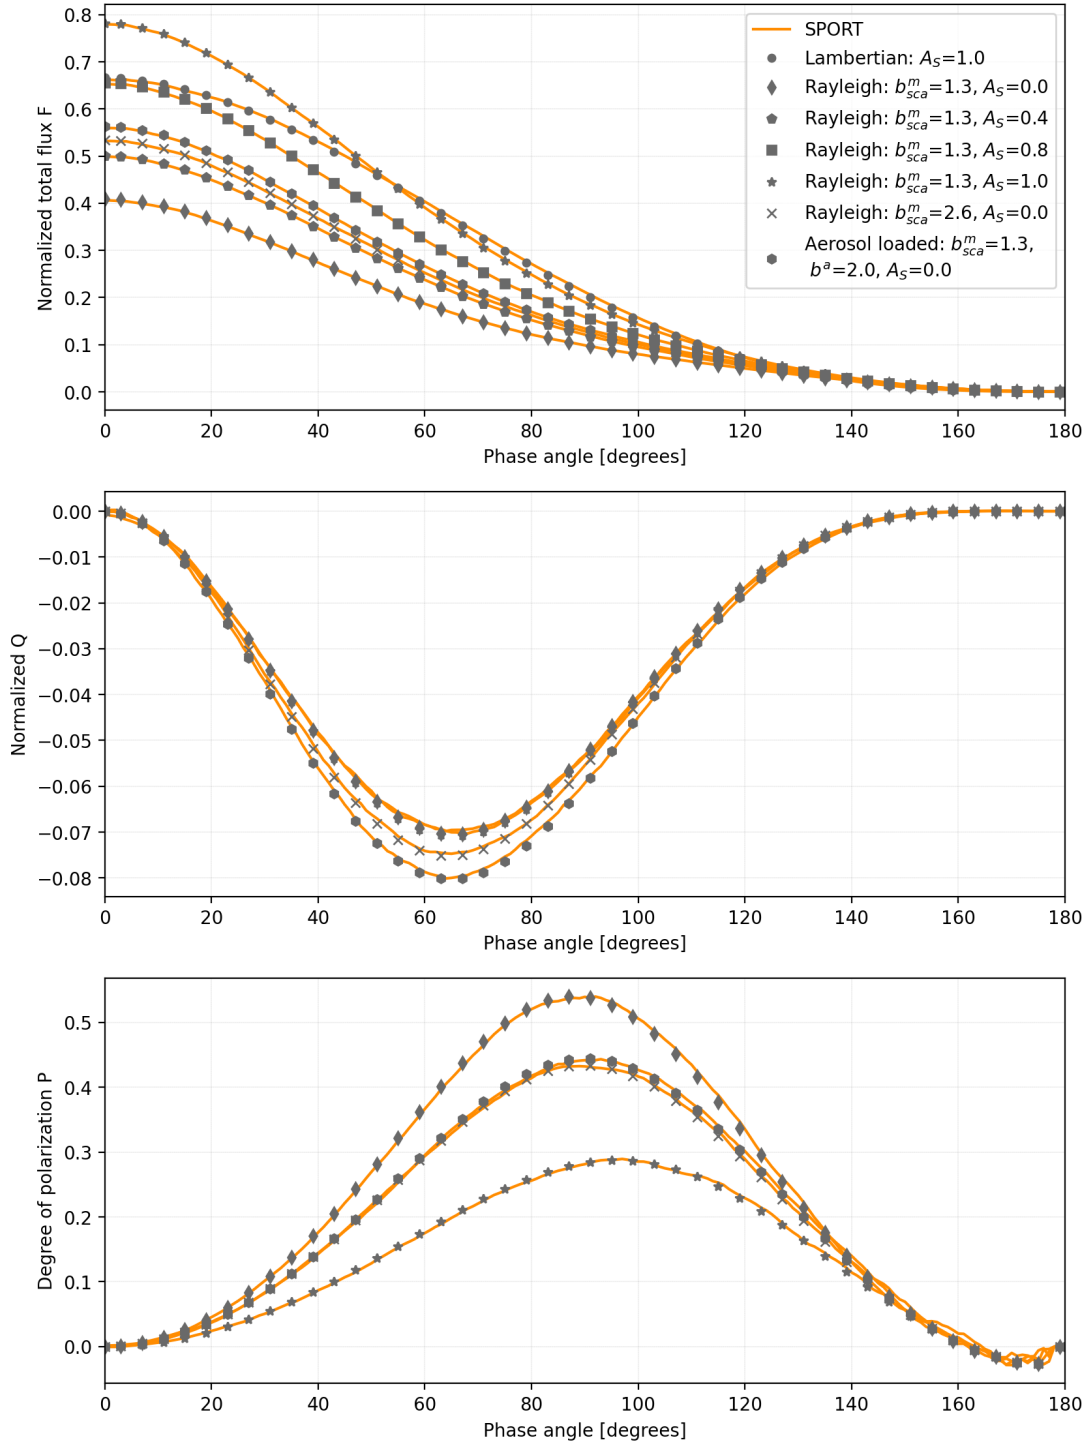 0.8
0.7
0.6
0.5
0.4
0.3
0.2
0.1
0.0
Normalized total flux F
SPORT
Lambertian: A_S=1.0
Rayleigh: b^m_sca=1.3, A_S=0.0
Rayleigh: b^m_sca=1.3, A_S=0.4
Rayleigh: b^m_sca=1.3, A_S=0.8
Rayleigh: b^m_sca=1.3, A_S=1.0
Rayleigh: b^m_sca=2.6, A_S=0.0
Aerosol loaded: b^m_sca=1.3,
b^a=2.0, A_S=0.0
0 20 40 60 80 100 120 140 160 180
Phase angle [degrees]
0.00
−0.01
−0.02
−0.03
−0.04
−0.05
−0.06
−0.07
−0.08
Normalized Q
0 20 40 60 80 100 120 140 160 180
Phase angle [degrees]
0.5
0.4
0.3
0.2
0.1
0.0
Degree of polarization P
0 20 40 60 80 100 120 140 160 180
Phase angle [degrees]